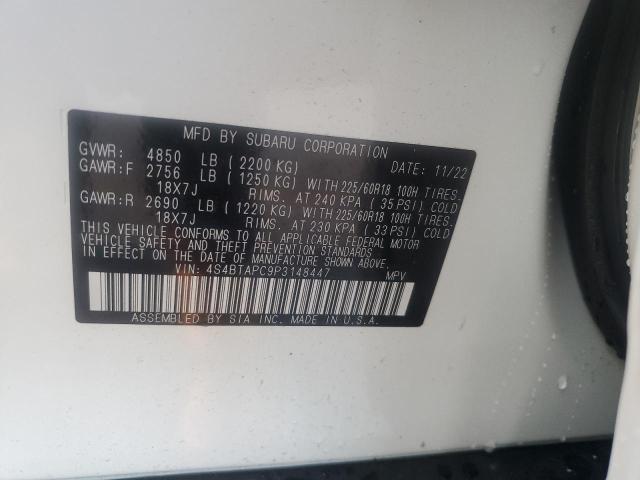 MFD BY SUBARU CORPORATION
GVWR: 4850 LB (2200 KG) DATE: 11/22
GAWR:F 2756 LB (1250 KG) WITH 225/60R18 100H TIRES,
18X7J RIMS, AT 240 KPA (35 PSI) COLD
GAWR:R 2690 LB (1220 KG) WITH 225/60R18 100H TIRES,
18X7J RIMS, AT 230 KPA (33 PSI) COLD
THIS VEHICLE CONFORMS TO ALL APPLICABLE FEDERAL MOTOR
VEHICLE SAFETY AND THEFT PREVENTION STANDARDS
IN EFFECT ON THE DATE OF MANUFACTURE SHOWN ABOVE.
VIN: 4S4BTAPC9P3148447 MPV
ASSEMBLED BY SIA INC. MADE IN U.S.A.